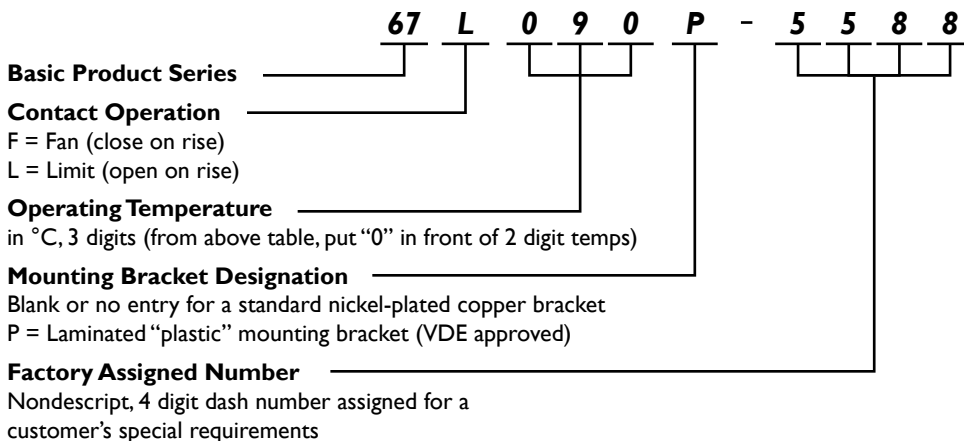 67 L 0 9 0 P - 5 5 8 8
Basic Product Series
Contact Operation
F = Fan (close on rise)
L = Limit (open on rise)
Operating Temperature
in °C, 3 digits (from above table, put “0” in front of 2 digit temps)
Mounting Bracket Designation
Blank or no entry for a standard nickel-plated copper bracket
P = Laminated “plastic” mounting bracket (VDE approved)
Factory Assigned Number
Nondescript, 4 digit dash number assigned for a
customer’s special requirements